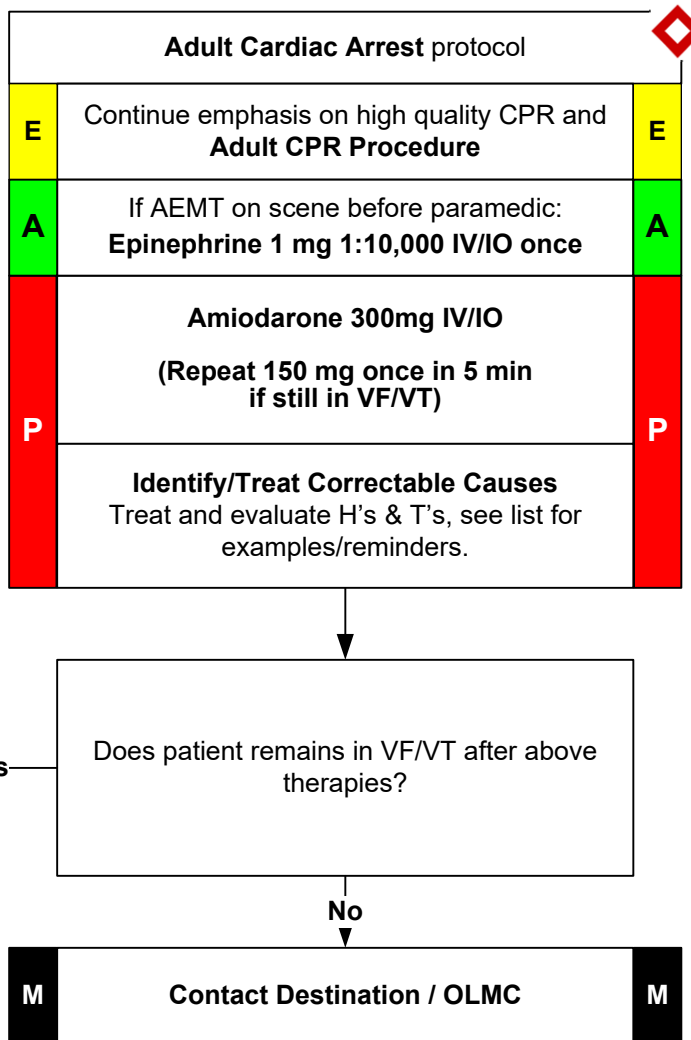 Adult Cardiac Arrest protocol
E
Continue emphasis on high quality CPR and
Adult CPR Procedure
E
A
If AEMT on scene before paramedic:
Epinephrine 1 mg 1:10,000 IV/IO once
A
P
Amiodarone 300mg IV/IO
(Repeat 150 mg once in 5 min
if still in VF/VT)
P
Identify/Treat Correctable Causes
Treat and evaluate H's & T's, see list for
examples/reminders.
s
Does patient remains in VF/VT after above
therapies?
No
M
Contact Destination / OLMC
M